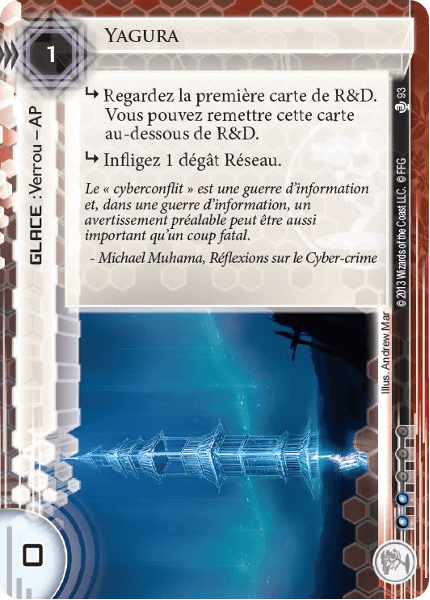 1
YAGURA
↳ Regardez la première carte de R&D.
Vous pouvez remettre cette carte
au-dessous de R&D.
↳ Infligez 1 dégât Réseau.
Le « cyberconflit » est une guerre d'information
et, dans une guerre d'information, un
avertissement préalable peut être aussi
important qu'un coup fatal.
- Michael Muhama, Réflexions sur le Cyber-crime
GLACE : Verrou – AP
93
© 2013 Wizards of the Coast LLC. © FFG
Illus. Andrew Mar
0